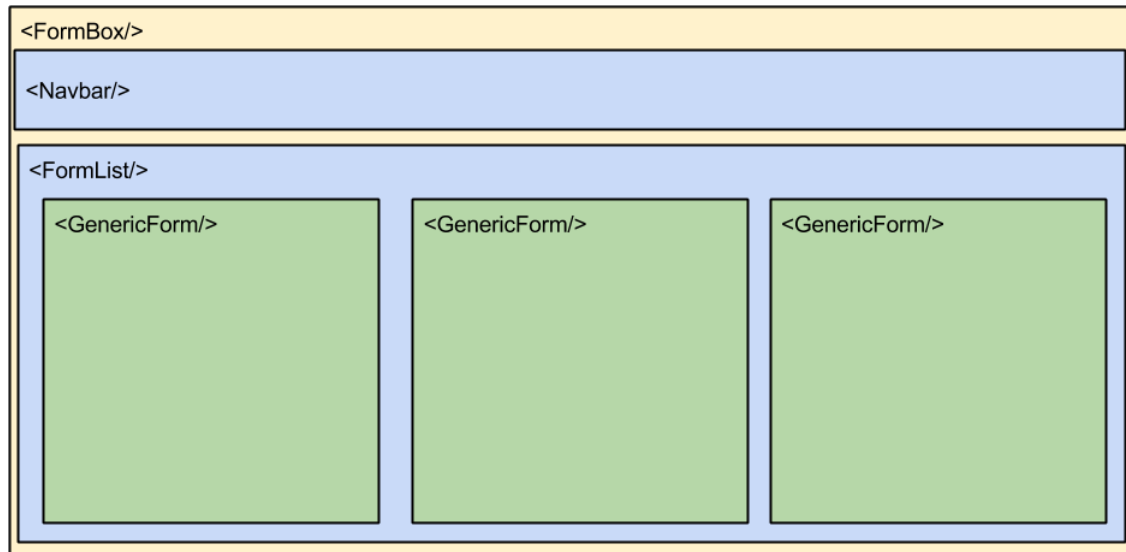 <FormBox/>
<Navbar/>
<FormList/>
<GenericForm/>
<GenericForm/>
<GenericForm/>